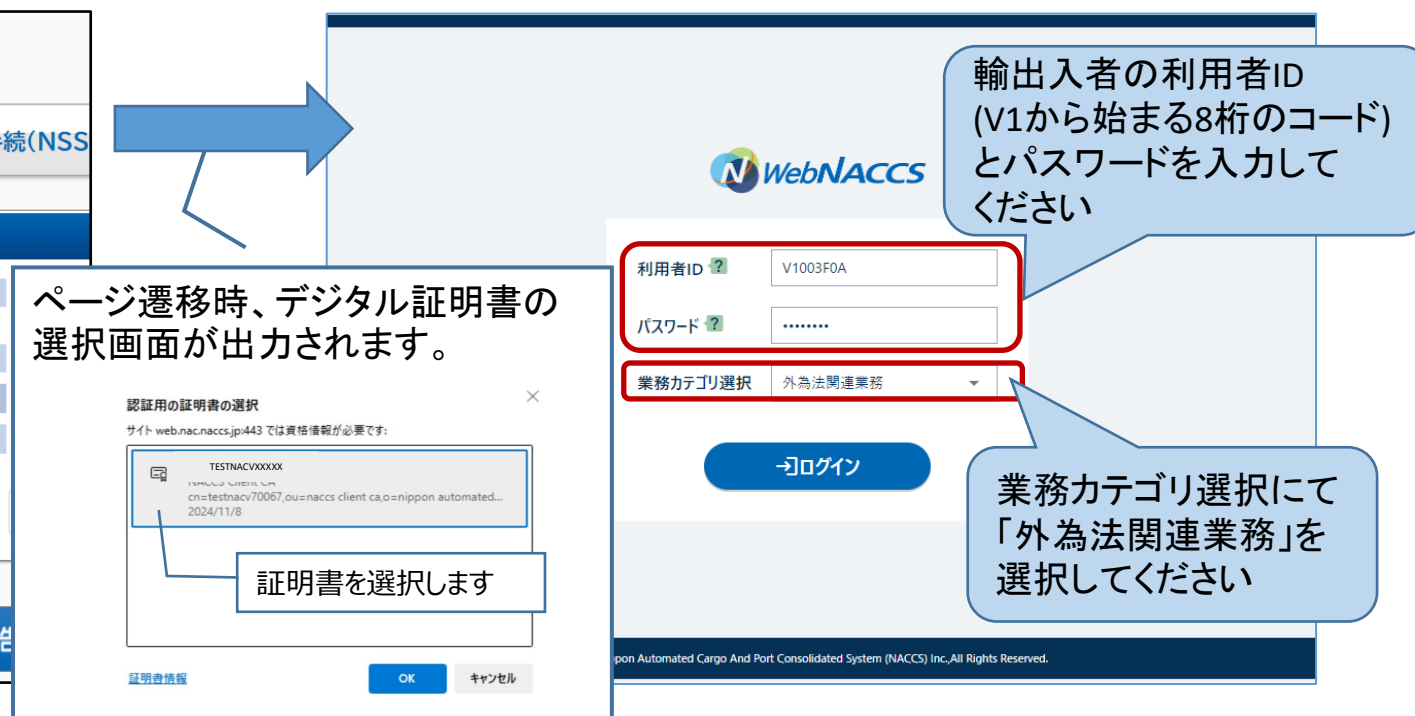 続(NSS
輸出入者の利用者ID
(V1から始まる8桁のコード)
とパスワードを入力して
ください
WebNACCS
利用者ID ?
V1003F0A
パスワード ?
••••••••
業務カテゴリ選択
外為法関連業務
ログイン
業務カテゴリ選択にて
「外為法関連業務」を
選択してください
ページ遷移時、デジタル証明書の
選択画面が出力されます。
認証用の証明書の選択
サイト web.nac.naccs.jp:443 では資格情報が必要です:
TESTNACVXXXXX
NACCS Client CA
cn=testnacv70067,ou=naccs client ca,o=nippon automated...
2024/11/8
証明書を選択します
証明書情報
OK
キャンセル
pon Automated Cargo And Port Consolidated System (NACCS) Inc.,All Rights Reserved.